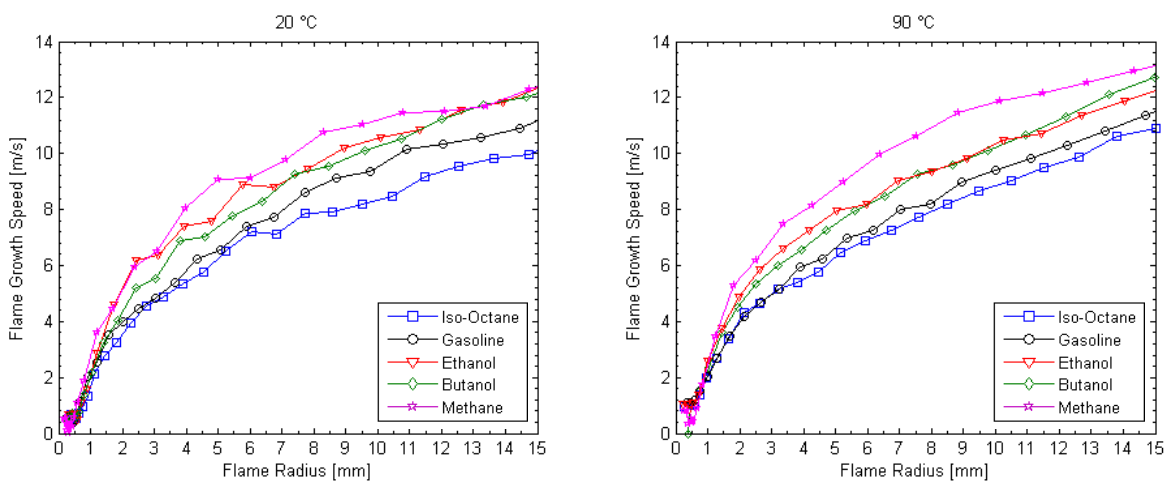 20 °C
Flame Growth Speed [m/s]
14
12
10
8
6
4
2
0
0 1 2 3 4 5 6 7 8 9 10 11 12 13 14 15
Flame Radius [mm]
Iso-Octane
Gasoline
Ethanol
Butanol
Methane
90 °C
Flame Growth Speed [m/s]
14
12
10
8
6
4
2
0
0 1 2 3 4 5 6 7 8 9 10 11 12 13 14 15
Flame Radius [mm]
Iso-Octane
Gasoline
Ethanol
Butanol
Methane